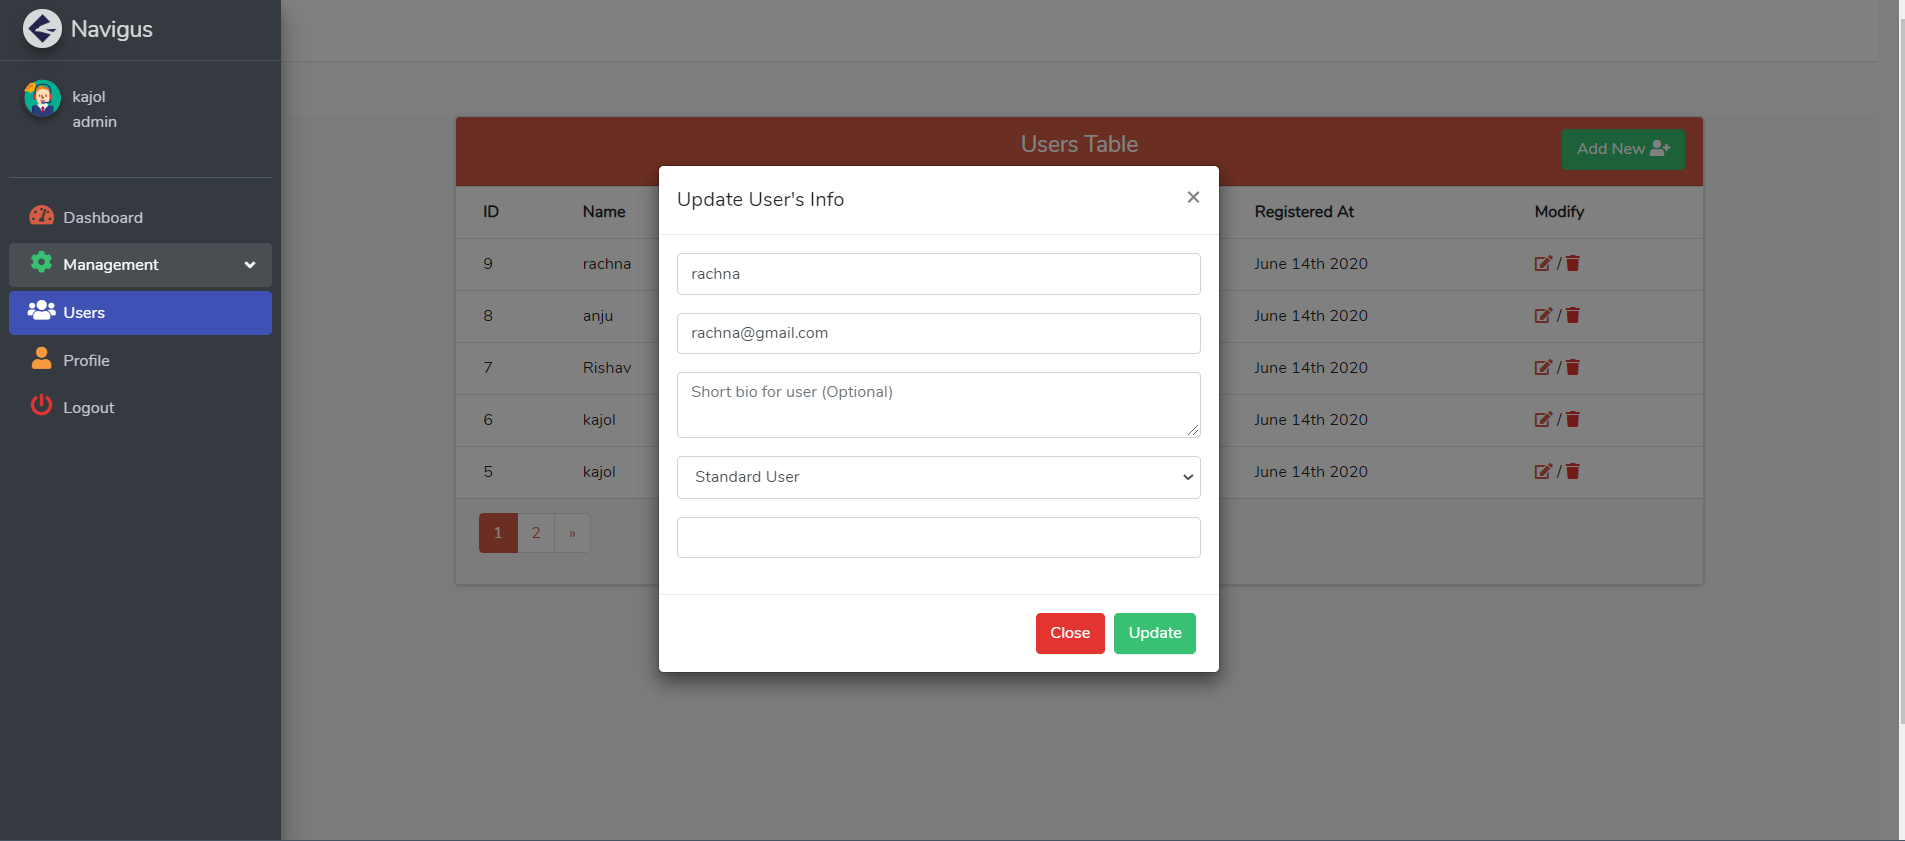 Navigus
kajol
admin
Dashboard
Management
Users
Profile
Logout
Users Table
Add New
ID Name Registered At Modify
9 rachna June 14th 2020 /
8 anju June 14th 2020 /
7 Rishav June 14th 2020 /
6 kajol June 14th 2020 /
5 kajol June 14th 2020 /
1 2 »
Update User's Info ×
rachna
rachna@gmail.com
Short bio for user (Optional)
Standard User
Close Update